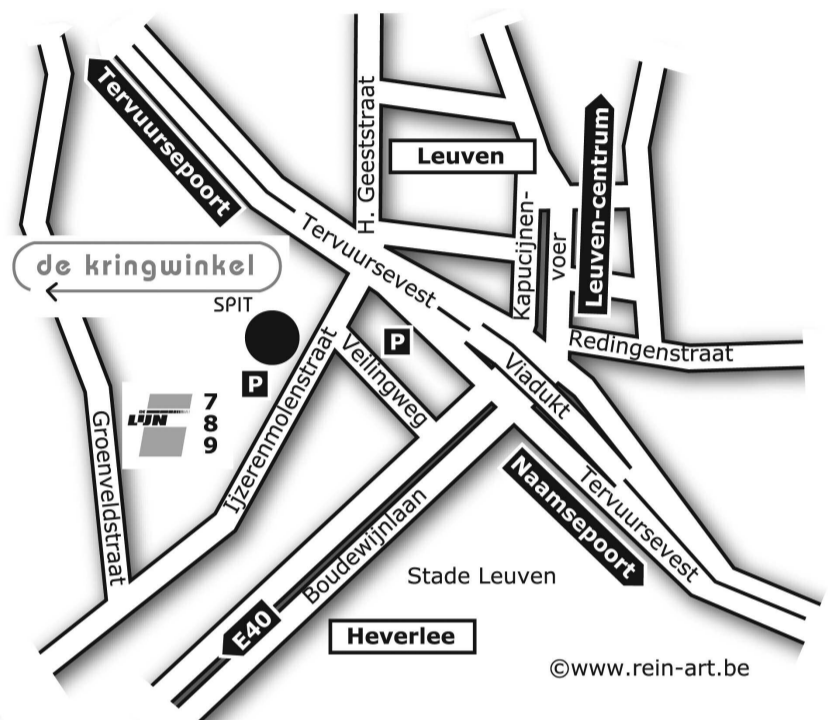 Tervuursepoort
H. Geeststraat
Leuven
Kapucijnen-
voer
Leuven-centrum
Tervuursevest
de kringwinkel
SPIT
P
P
Veilingweg
Redingenstraat
Viadukt
LIJN
7
8
9
Groenveldstraat
Ijzerenmolenstraat
Boudewijnlaan
Naamsepoort
Tervuursevest
Stade Leuven
E40
Heverlee
©www.rein-art.be